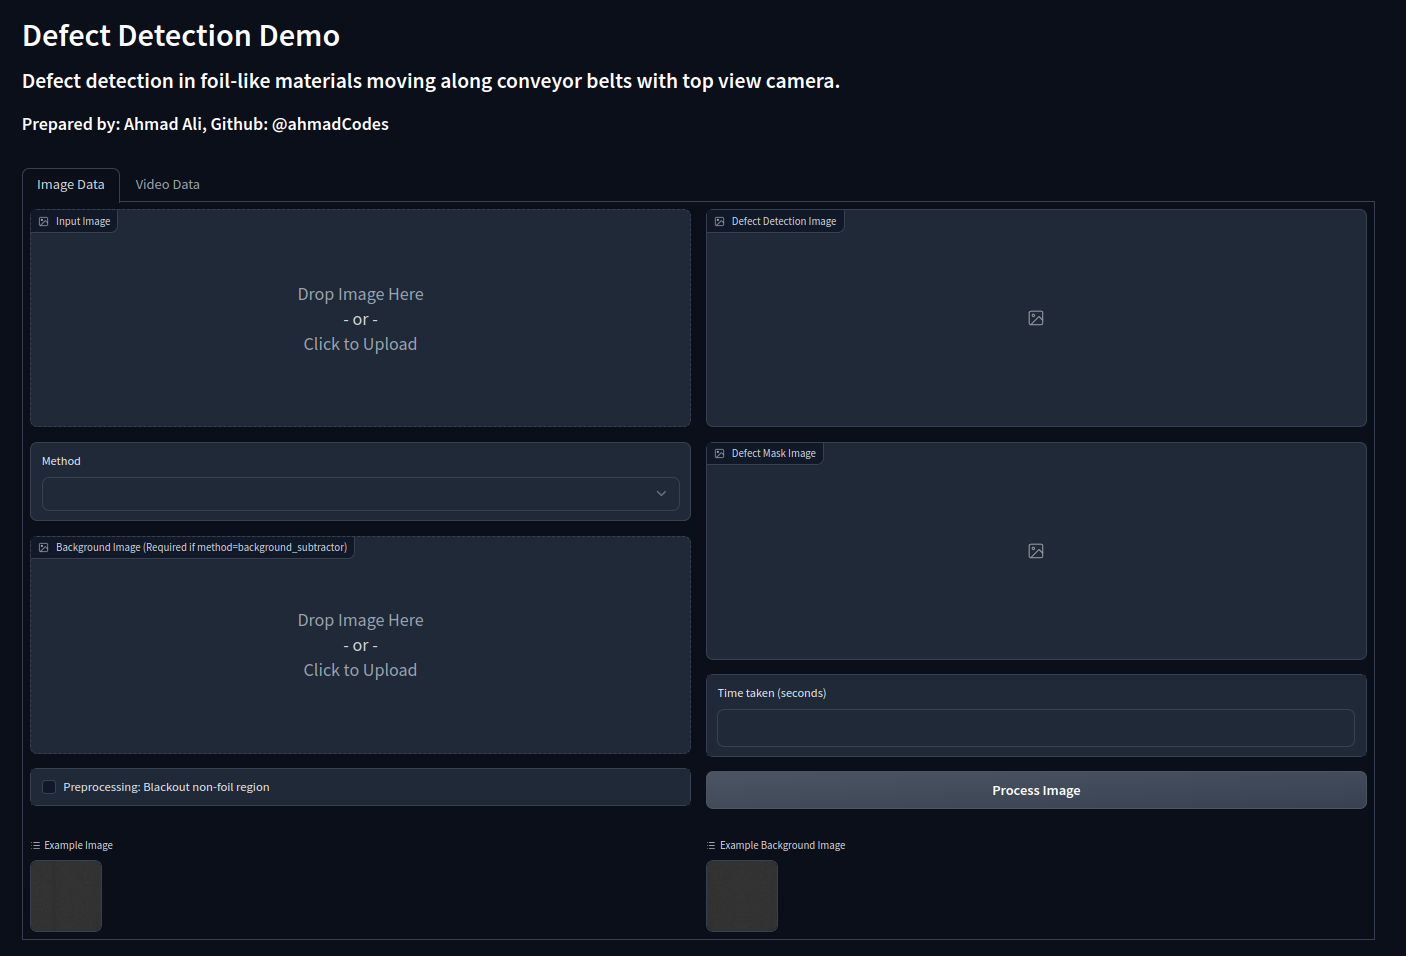 Defect Detection Demo
Defect detection in foil-like materials moving along conveyor belts with top view camera.
Prepared by: Ahmad Ali, Github: @ahmadCodes
Image Data
Video Data
Input Image
Drop Image Here
- or -
Click to Upload
Method
Background Image (Required if method=background_subtractor)
Drop Image Here
- or -
Click to Upload
Preprocessing: Blackout non-foil region
Defect Detection Image
Defect Mask Image
Time taken (seconds)
Process Image
Example Image
Example Background Image